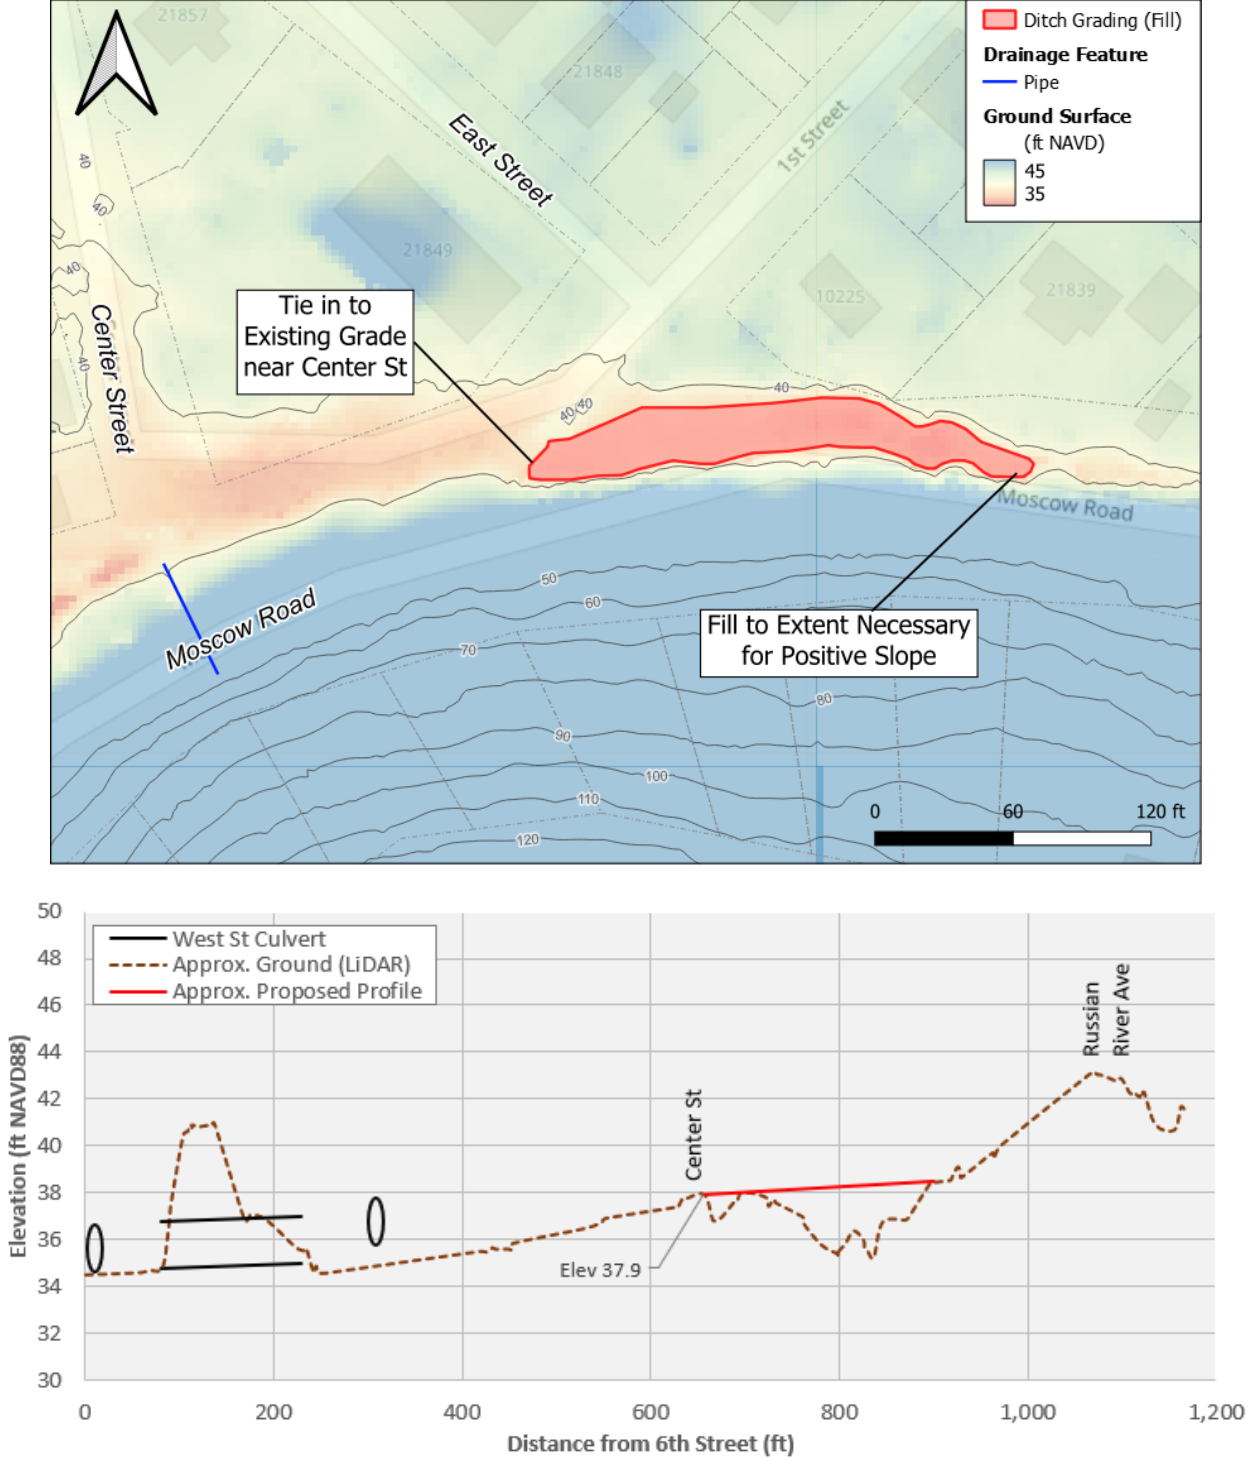 21857
21848
East Street
1st Street
Ditch Grading (Fill)
Drainage Feature
Pipe
Ground Surface
(ft NAVD)
45
35
40
40
40
40
21849
10225
21839
Center Street
Tie in to
Existing Grade
near Center St
40
40
40
Moscow Road
Moscow Road
50
60
70
80
90
100
110
120
Fill to Extent Necessary
for Positive Slope
0
60
120 ft
50
48
46
44
42
40
38
36
34
32
30
Elevation (ft NAVD88)
West St Culvert
Approx. Ground (LiDAR)
Approx. Proposed Profile
Center St
Elev 37.9
Russian
River Ave
0
200
400
600
800
1,000
1,200
Distance from 6th Street (ft)